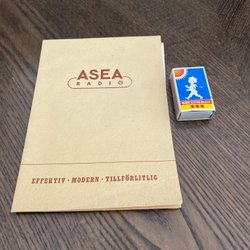 ASEA
RADIO
EFFEKTIV · MODERN · TILLFÖRLITLIG